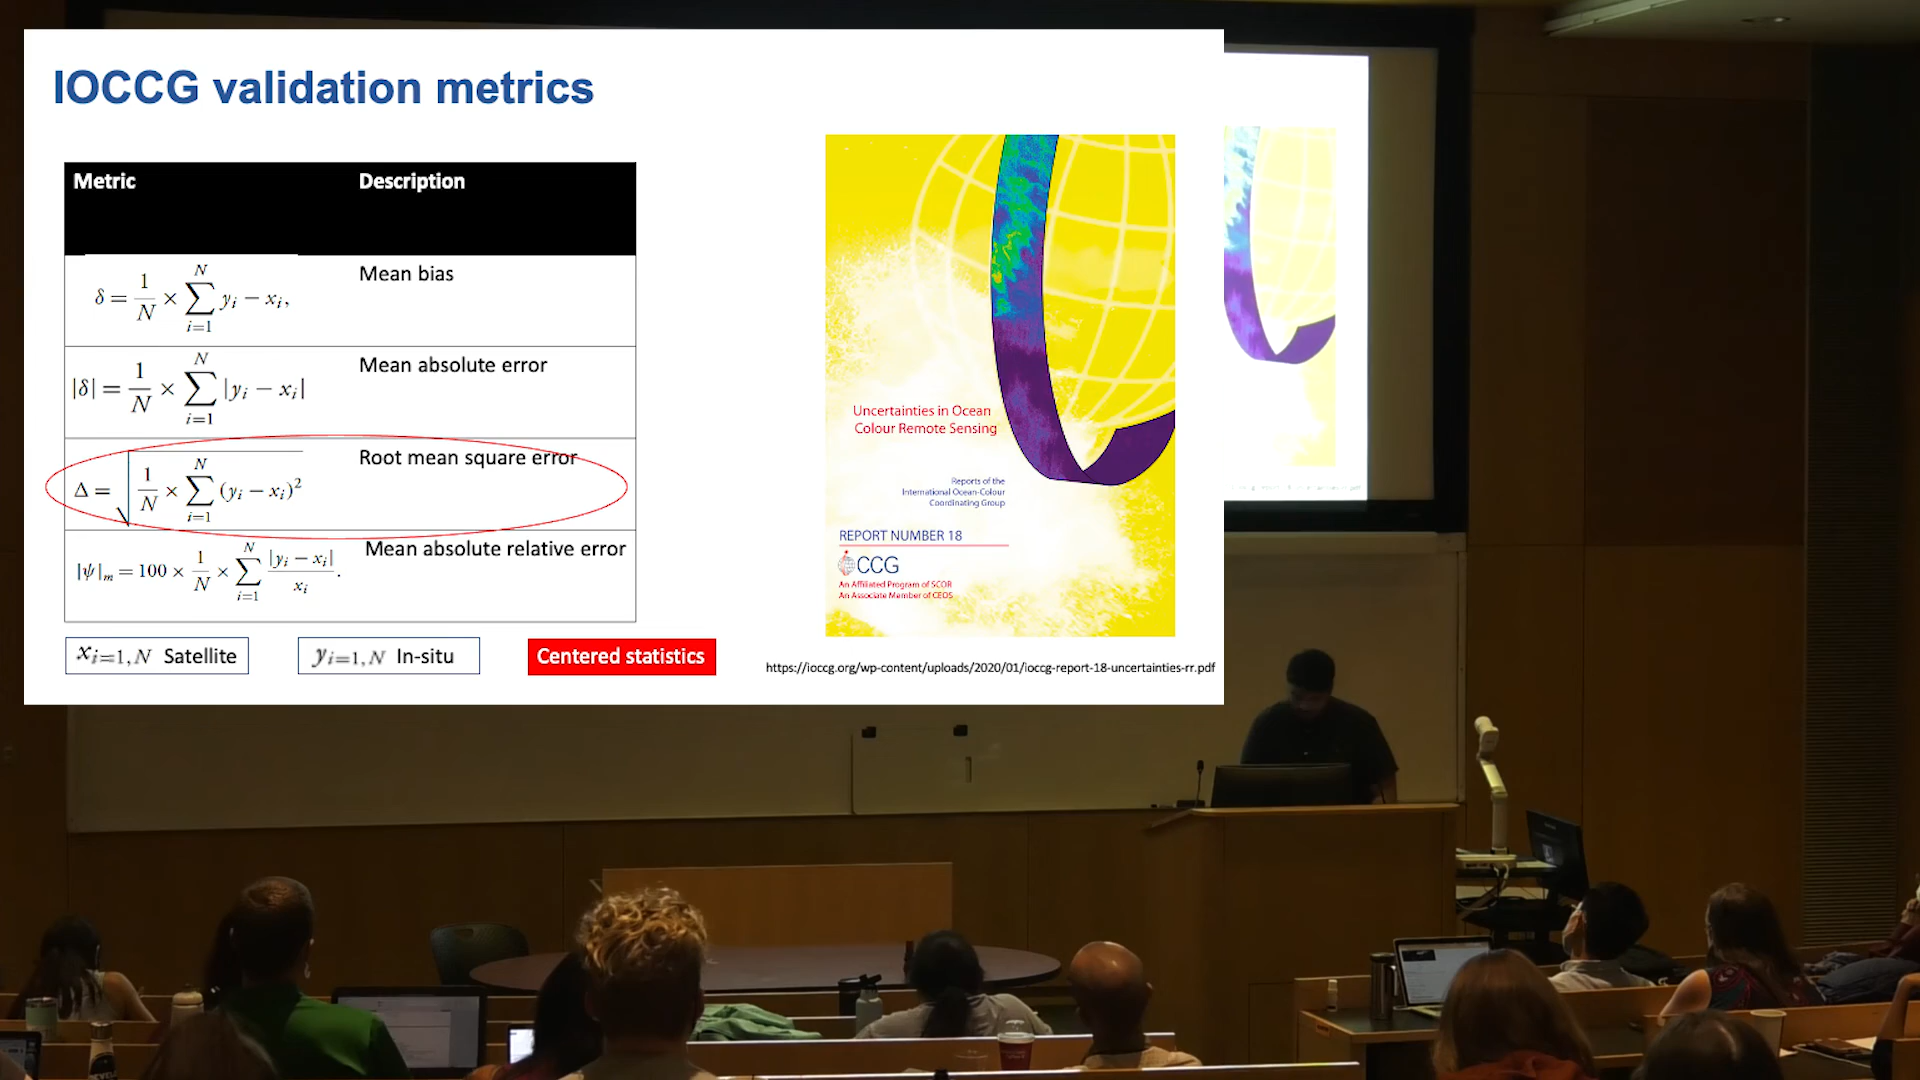 IOCCG validation metrics
Metric Description
δ = 1/N × ∑_{i=1}^{N} y_i − x_i, Mean bias
|δ| = 1/N × ∑_{i=1}^{N} |y_i − x_i| Mean absolute error
Δ = √(1/N × ∑_{i=1}^{N} (y_i − x_i)²) Root mean square error
|ψ|_m = 100 × 1/N × ∑_{i=1}^{N} |y_i − x_i|/x_i. Mean absolute relative error
x_{i=1,N} Satellite
y_{i=1,N} In-situ
Centered statistics
Uncertainties in Ocean
Colour Remote Sensing
Reports of the
International Ocean-Colour
Coordinating Group
REPORT NUMBER 18
CCG
An Affiliated Program of SCOR
An Associate Member of CEOS
https://ioccg.org/wp-content/uploads/2020/01/ioccg-report-18-uncertainties-rr.pdf